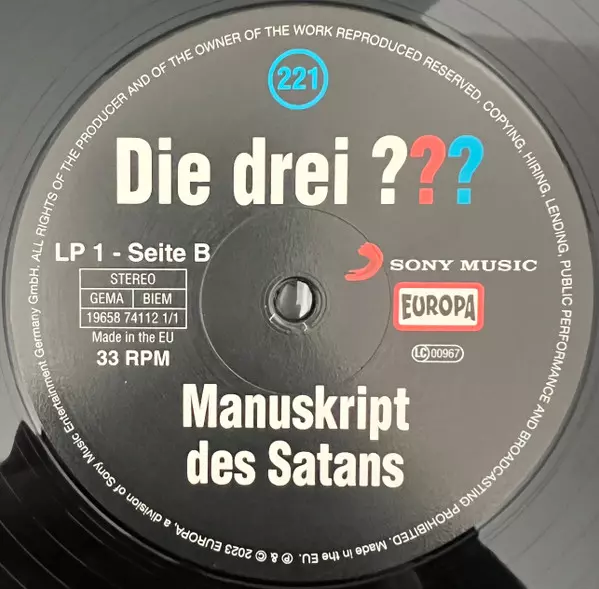 221
Die drei ???
LP 1 - Seite B
STEREO
GEMA BIEM
19658 74112 1/1
Made in the EU
33 RPM
SONY MUSIC
EUROPA
LC 00967
Manuskript
des Satans
℗ & © 2023 EUROPA, a division of Sony Music Entertainment Germany GmbH. ALL RIGHTS OF THE PRODUCER AND OF THE OWNER OF THE WORK REPRODUCED RESERVED. COPYING, HIRING, LENDING, PUBLIC PERFORMANCE AND BROADCASTING PROHIBITED. Made in the EU.